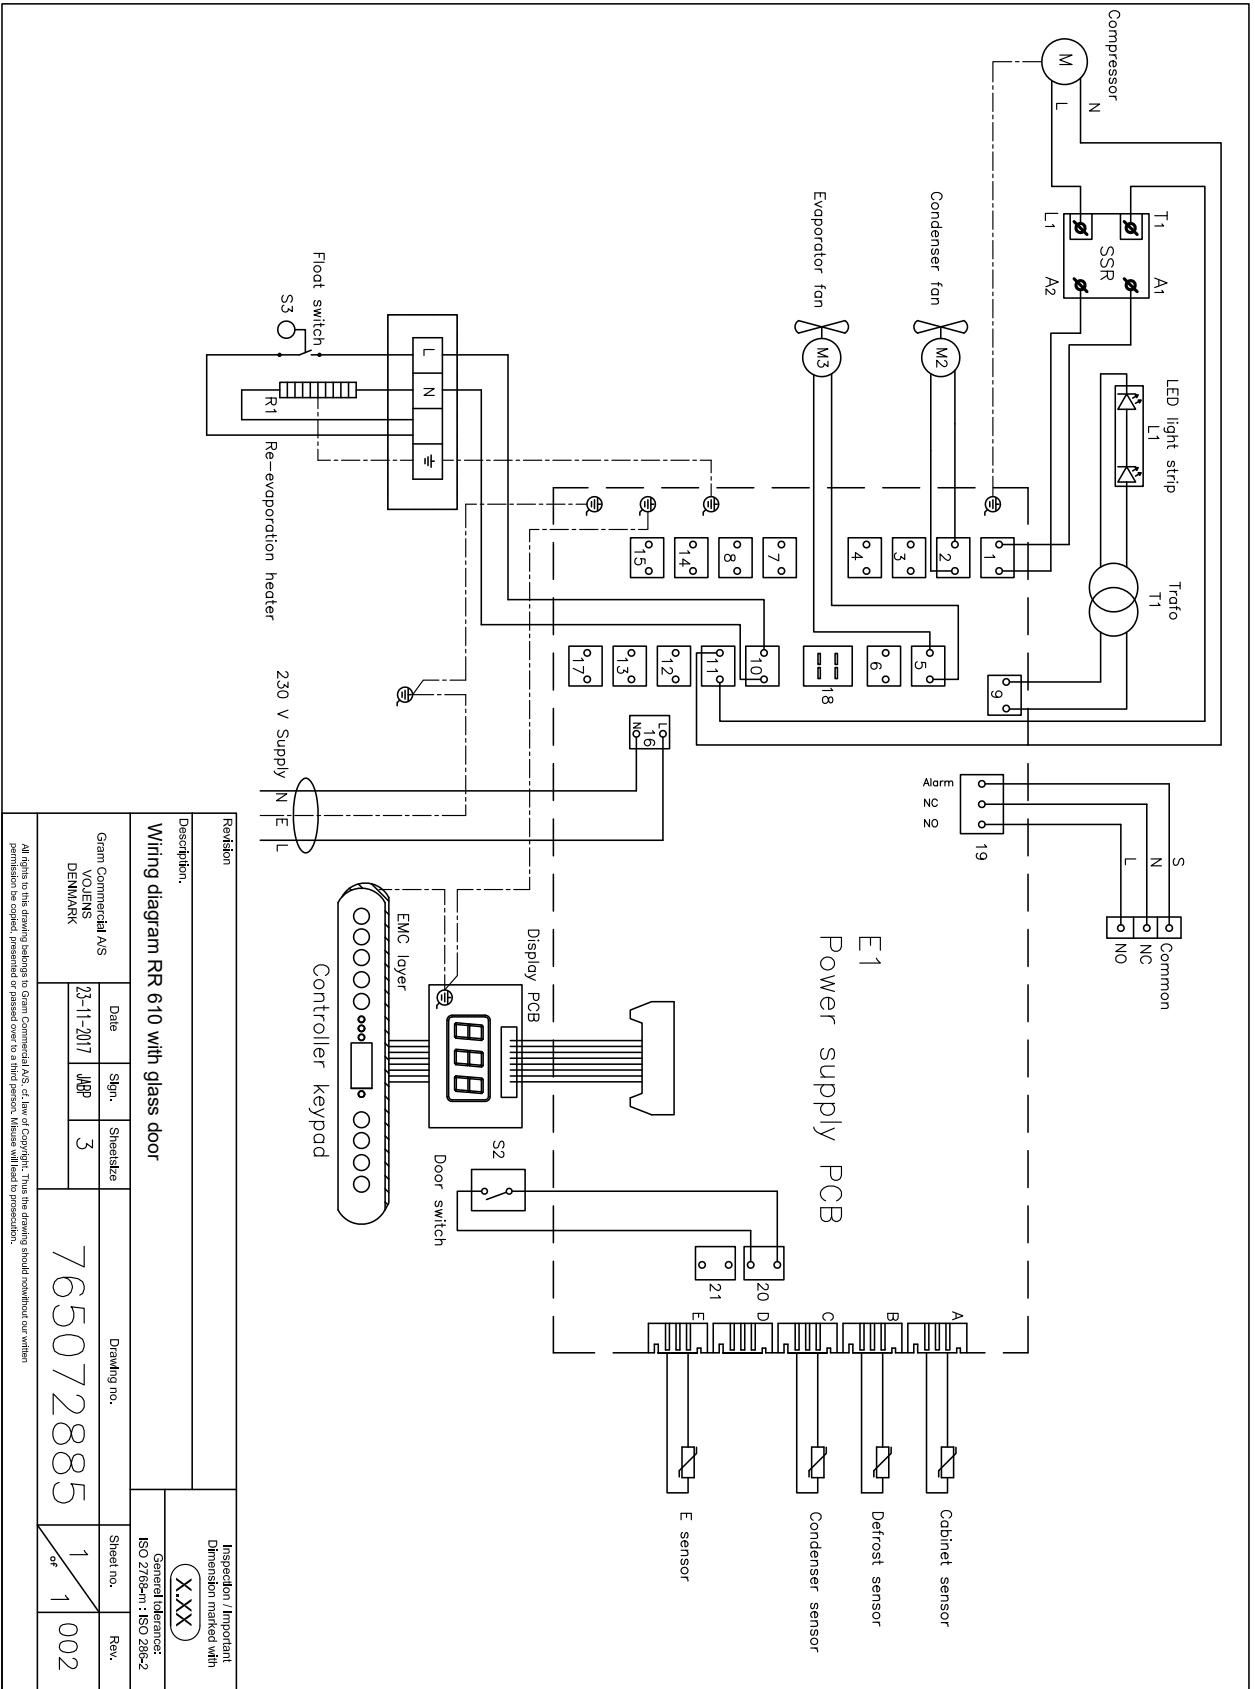 Compressor
M
N
L
T1
A1
SSR
L1
A2
LED light strip
L1
Trafo
T1
Condenser fan
M2
Evaporator fan
M3
Float switch
S3
L
N
R1
Re-evaporation heater
1
2
3
4
7
8
14
15
9
5
6
18
10
11
12
13
17
L
16
N
230 V Supply
N
E
L
Alarm
NC
NO
19
S
N
L
Common
NC
NO
E1
Power supply PCB
Display PCB
EMC layer
Controller keypad
S2
Door switch
20
21
A
B
C
D
E
Cabinet sensor
Defrost sensor
Condenser sensor
E sensor
Revision
Description.
Wiring diagram RR 610 with glass door
Inspection / Important
Dimension marked with
X.XX
Generel tolerance:
ISO 2768-m : ISO 286-2
Gram Commercial A/S
VOJENS
DENMARK
Date
23-11-2017
Sign.
JABP
Sheetsize
3
Drawing no.
765072885
Sheet no.
1 of 1
Rev.
002
All rights to this drawing belongs to Gram Commercial A/S, cf. law of Copyright. Thus the drawing should notwithout our written
permission be copied, presented or passed over to a third person. Misuse will lead to prosecution.